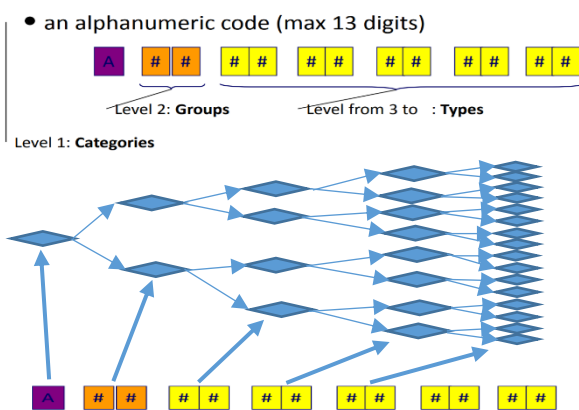 • an alphanumeric code (max 13 digits)
A # # # # # # # # # # # #
Level 2: Groups Level from 3 to : Types
Level 1: Categories
A # # # # # # # # # # # #